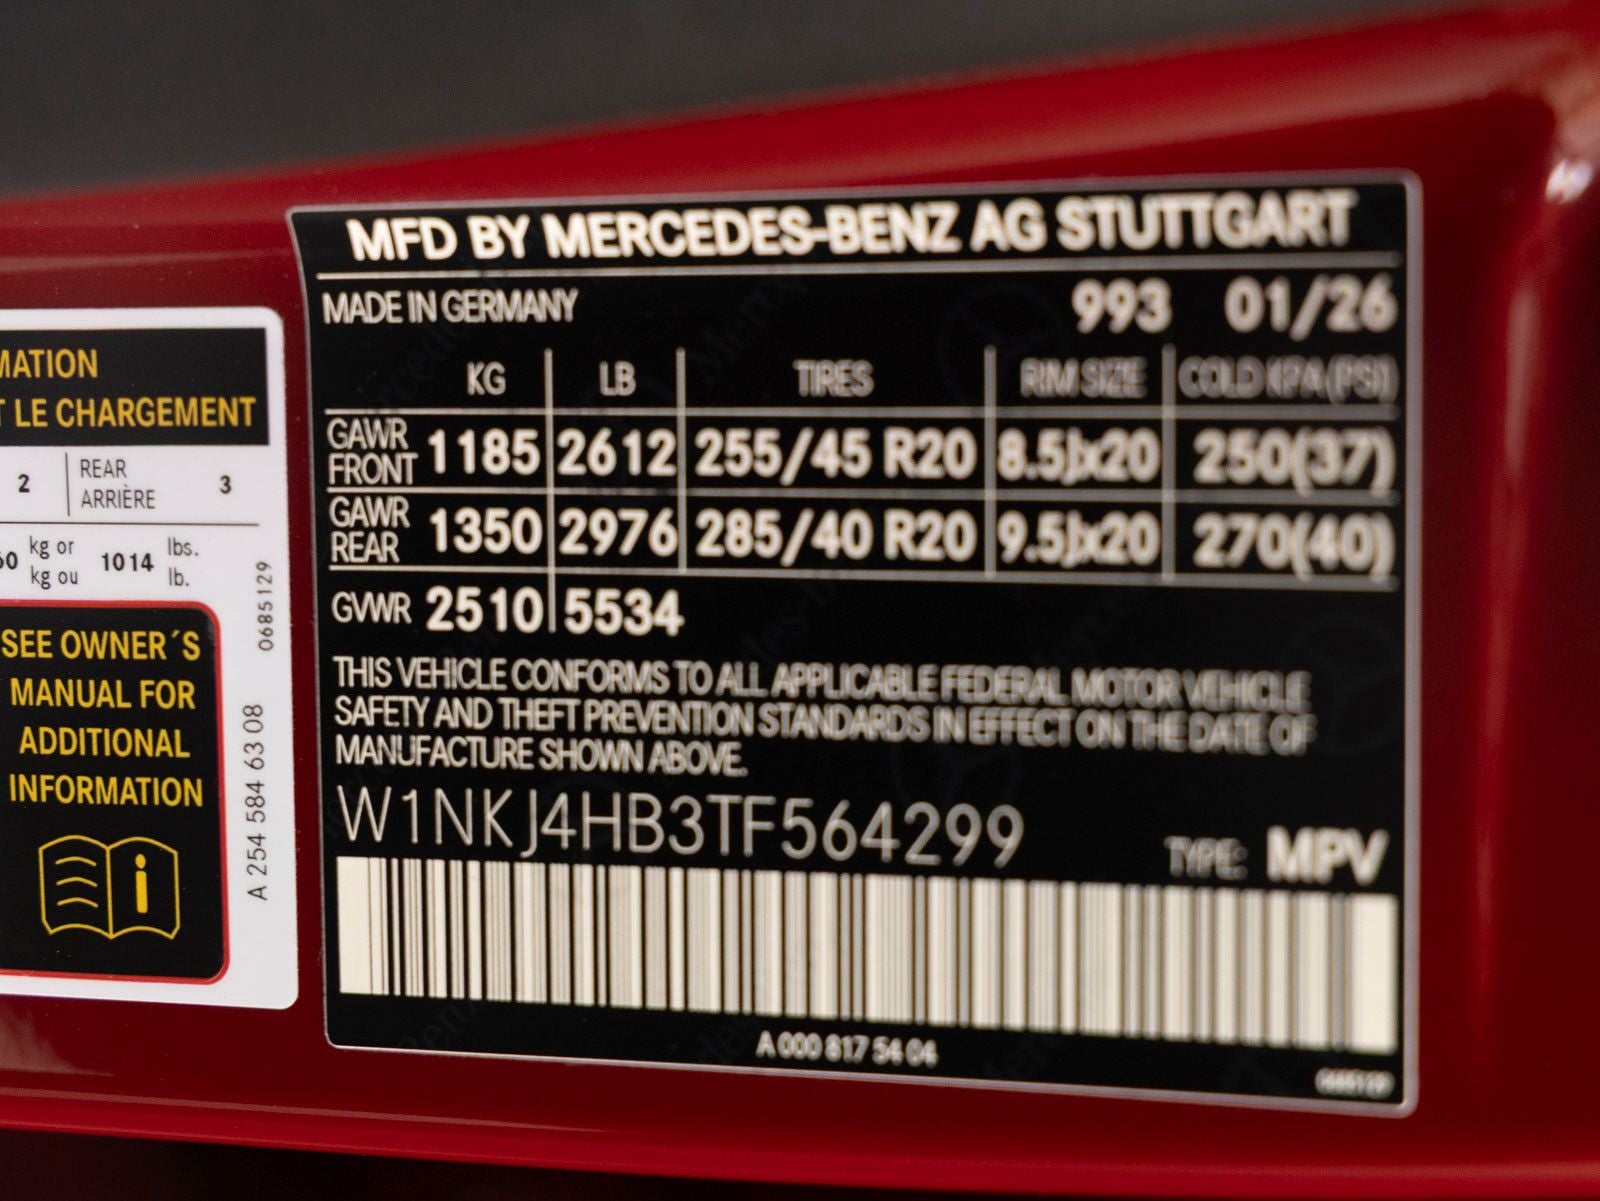 MATION
T LE CHARGEMENT
2 REAR ARRIÈRE 3
60 kg or kg ou 1014 lbs. lb.
SEE OWNER´S
MANUAL FOR
ADDITIONAL
INFORMATION
i
0685129
A 254 584 63 08
MFD BY MERCEDES-BENZ AG STUTTGART
MADE IN GERMANY 993 01/26
KG LB TIRES RIM SIZE COLD KPA (PSI)
GAWR FRONT 1185 2612 255/45 R20 8.5Jx20 250(37)
GAWR REAR 1350 2976 285/40 R20 9.5Jx20 270(40)
GVWR 2510 5534
THIS VEHICLE CONFORMS TO ALL APPLICABLE FEDERAL MOTOR VEHICLE
SAFETY AND THEFT PREVENTION STANDARDS IN EFFECT ON THE DATE OF
MANUFACTURE SHOWN ABOVE.
W1NKJ4HB3TF564299
TYPE: MPV
A 000 817 54 04
0685129